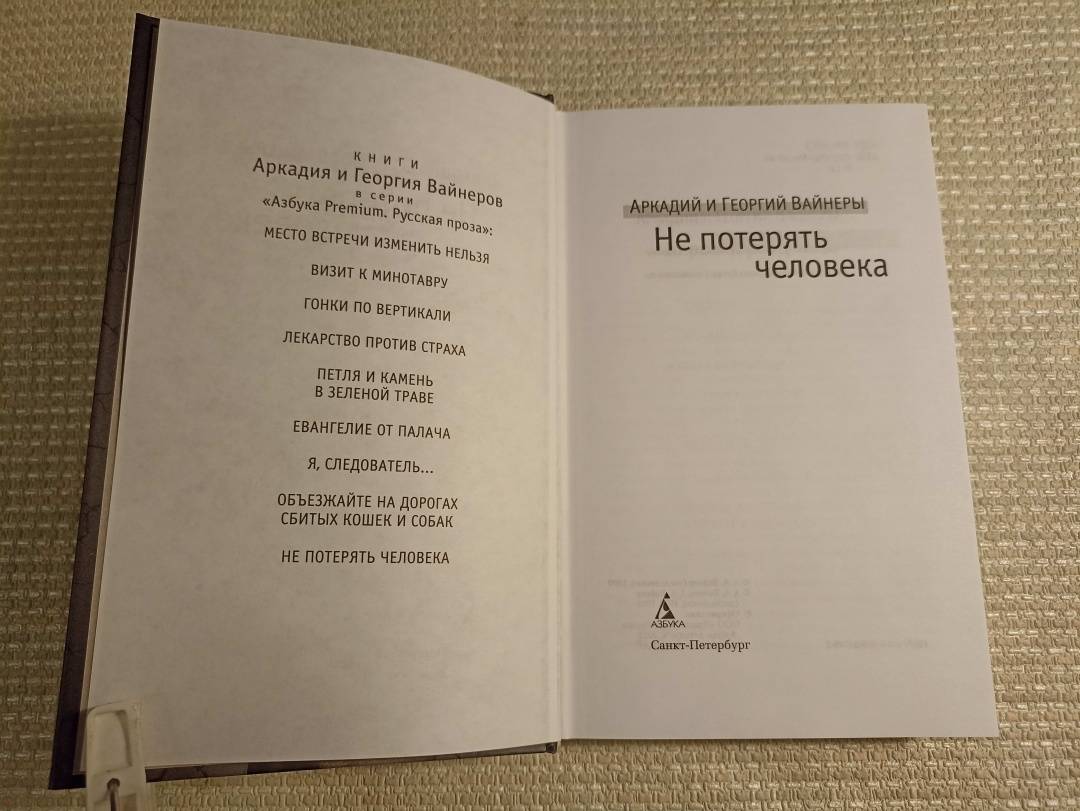 КНИГИ
Аркадия и Георгия Вайнеров
в серии
«Азбука Premium. Русская проза»:
МЕСТО ВСТРЕЧИ ИЗМЕНИТЬ НЕЛЬЗЯ
ВИЗИТ К МИНОТАВРУ
ГОНКИ ПО ВЕРТИКАЛИ
ЛЕКАРСТВО ПРОТИВ СТРАХА
ПЕТЛЯ И КАМЕНЬ
В ЗЕЛЕНОЙ ТРАВЕ
ЕВАНГЕЛИЕ ОТ ПАЛАЧА
Я, СЛЕДОВАТЕЛЬ...
ОБЪЕЗЖАЙТЕ НА ДОРОГАХ
СБИТЫХ КОШЕК И СОБАК
НЕ ПОТЕРЯТЬ ЧЕЛОВЕКА
АРКАДИЙ И ГЕОРГИЙ ВАЙНЕРЫ
Не потерять
человека
АЗБУКА
Санкт-Петербург